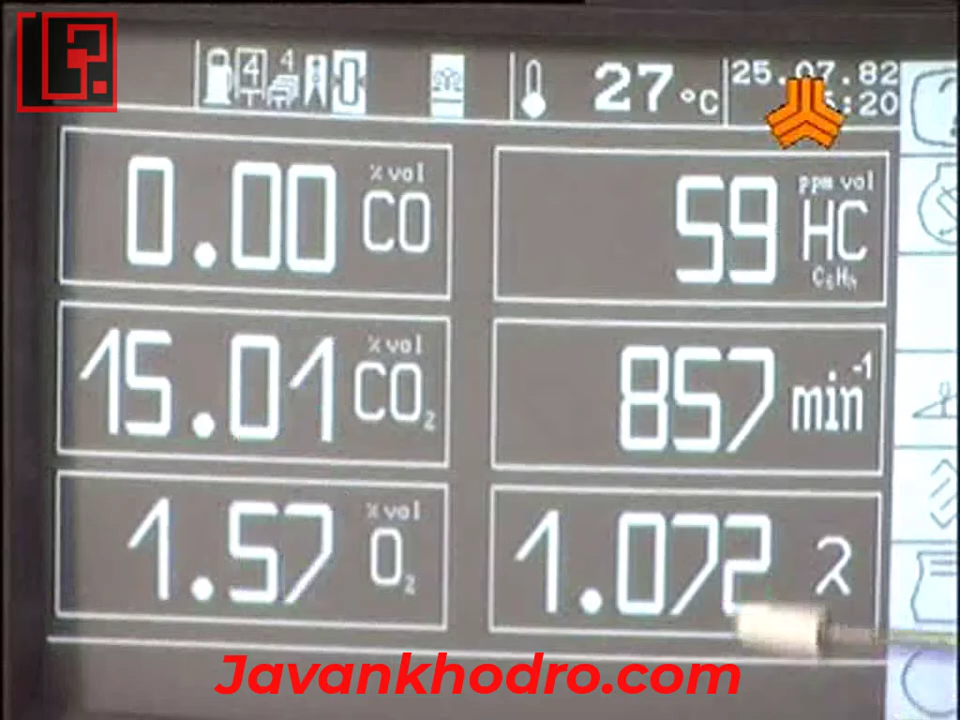 4
4
27 °C
25.07.82
:20
% vol
0.00 CO
ppm vol
59 HC
% vol
15.01 CO₂
857 min⁻¹
% vol
1.57 O₂
1.072 λ
Javankhodro.com